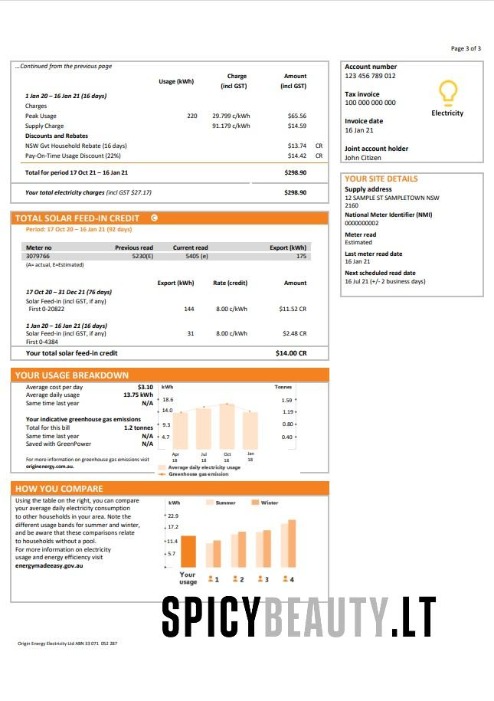 Page 3 of 3
...Continued from the previous page
Usage (kWh) Charge (incl GST) Amount (incl GST)
1 Jan 20 – 16 Jan 21 (16 days)
Charges
Peak Usage 220 29.799 c/kWh $65.56
Supply Charge 91.179 c/kWh $14.59
Discounts and Rebates
NSW Gvt Household Rebate (16 days) $13.74 CR
Pay-On-Time Usage Discount (22%) $14.42 CR
Total for period 17 Oct 21 – 16 Jan 21 $298.90
Your total electricity charges (incl GST $27.17) $298.90
Account number
123 456 789 012
Tax invoice
100 000 000 000
Electricity
Invoice date
16 Jan 21
Joint account holder
John Citizen
YOUR SITE DETAILS
Supply address
12 SAMPLE ST SAMPLETOWN NSW
2160
National Meter Identifier (NMI)
0000000002
Meter read
Estimated
Last meter read date
16 Jan 21
Next scheduled read date
16 Jul 21 (+/- 2 business days)
TOTAL SOLAR FEED-IN CREDIT
Period: 17 Oct 20 – 16 Jan 21 (92 days)
Meter no Previous read Current read Export (kWh)
3079766 5230(E) 5405 (e) 175
(A= actual, E=Estimated)
Export (kWh) Rate (credit) Amount
17 Oct 20 – 31 Dec 21 (76 days)
Solar Feed-in (incl GST, if any)
First 0-20822 144 8.00 c/kWh $11.52 CR
1 Jan 20 – 16 Jan 21 (16 days)
Solar Feed-in (incl GST, if any) 31 8.00 c/kWh $2.48 CR
First 0-4384
Your total solar feed-in credit $14.00 CR
YOUR USAGE BREAKDOWN
Average cost per day $3.10
Average daily usage 13.75 kWh
Same time last year N/A
Your indicative greenhouse gas emissions
Total for this bill 1.2 tonnes
Same time last year N/A
Saved with GreenPower N/A
For more information on greenhouse gas emissions visit
originenergy.com.au.
kWh Tonnes
18.6 1.59
14.0 1.19
9.3 0.80
4.7 0.40
Apr Jul Oct Jan
18 18 18 18
Average daily electricity usage
Greenhouse gas emission
HOW YOU COMPARE
Using the table on the right, you can compare
your average daily electricity consumption
to other households in your area. Note the
different usage bands for summer and winter,
and be aware that these comparisons relate
to households without a pool.
For more information on electricity
usage and energy efficiency visit
energymadeeasy.gov.au
kWh Summer Winter
22.9
17.2
11.4
5.7
Your usage 1 2 3 4
SPICYBEAUTY.LT
Origin Energy Electricity Ltd ABN 33 071 052 287